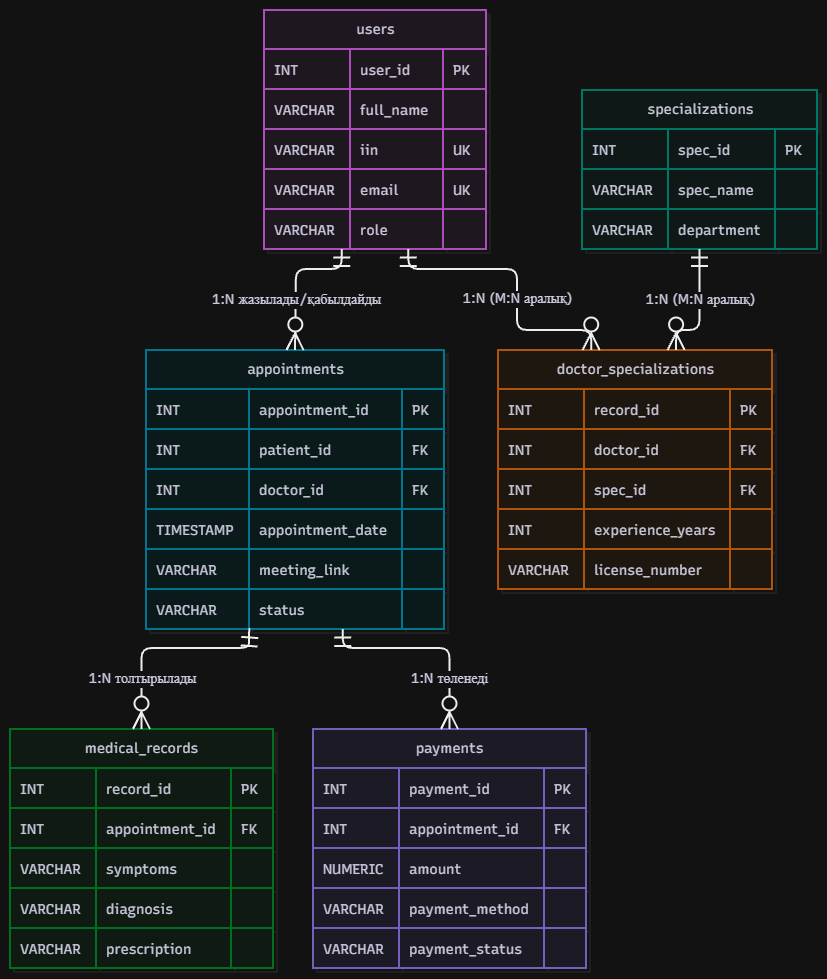 users
INT user_id PK
VARCHAR full_name
VARCHAR iin UK
VARCHAR email UK
VARCHAR role
specializations
INT spec_id PK
VARCHAR spec_name
VARCHAR department
1:N жазылады/қабылдайды
1:N (M:N аралық)
1:N (M:N аралық)
appointments
INT appointment_id PK
INT patient_id FK
INT doctor_id FK
TIMESTAMP appointment_date
VARCHAR meeting_link
VARCHAR status
doctor_specializations
INT record_id PK
INT doctor_id FK
INT spec_id FK
INT experience_years
VARCHAR license_number
1:N толтырылады
1:N төленеді
medical_records
INT record_id PK
INT appointment_id FK
VARCHAR symptoms
VARCHAR diagnosis
VARCHAR prescription
payments
INT payment_id PK
INT appointment_id FK
NUMERIC amount
VARCHAR payment_method
VARCHAR payment_status